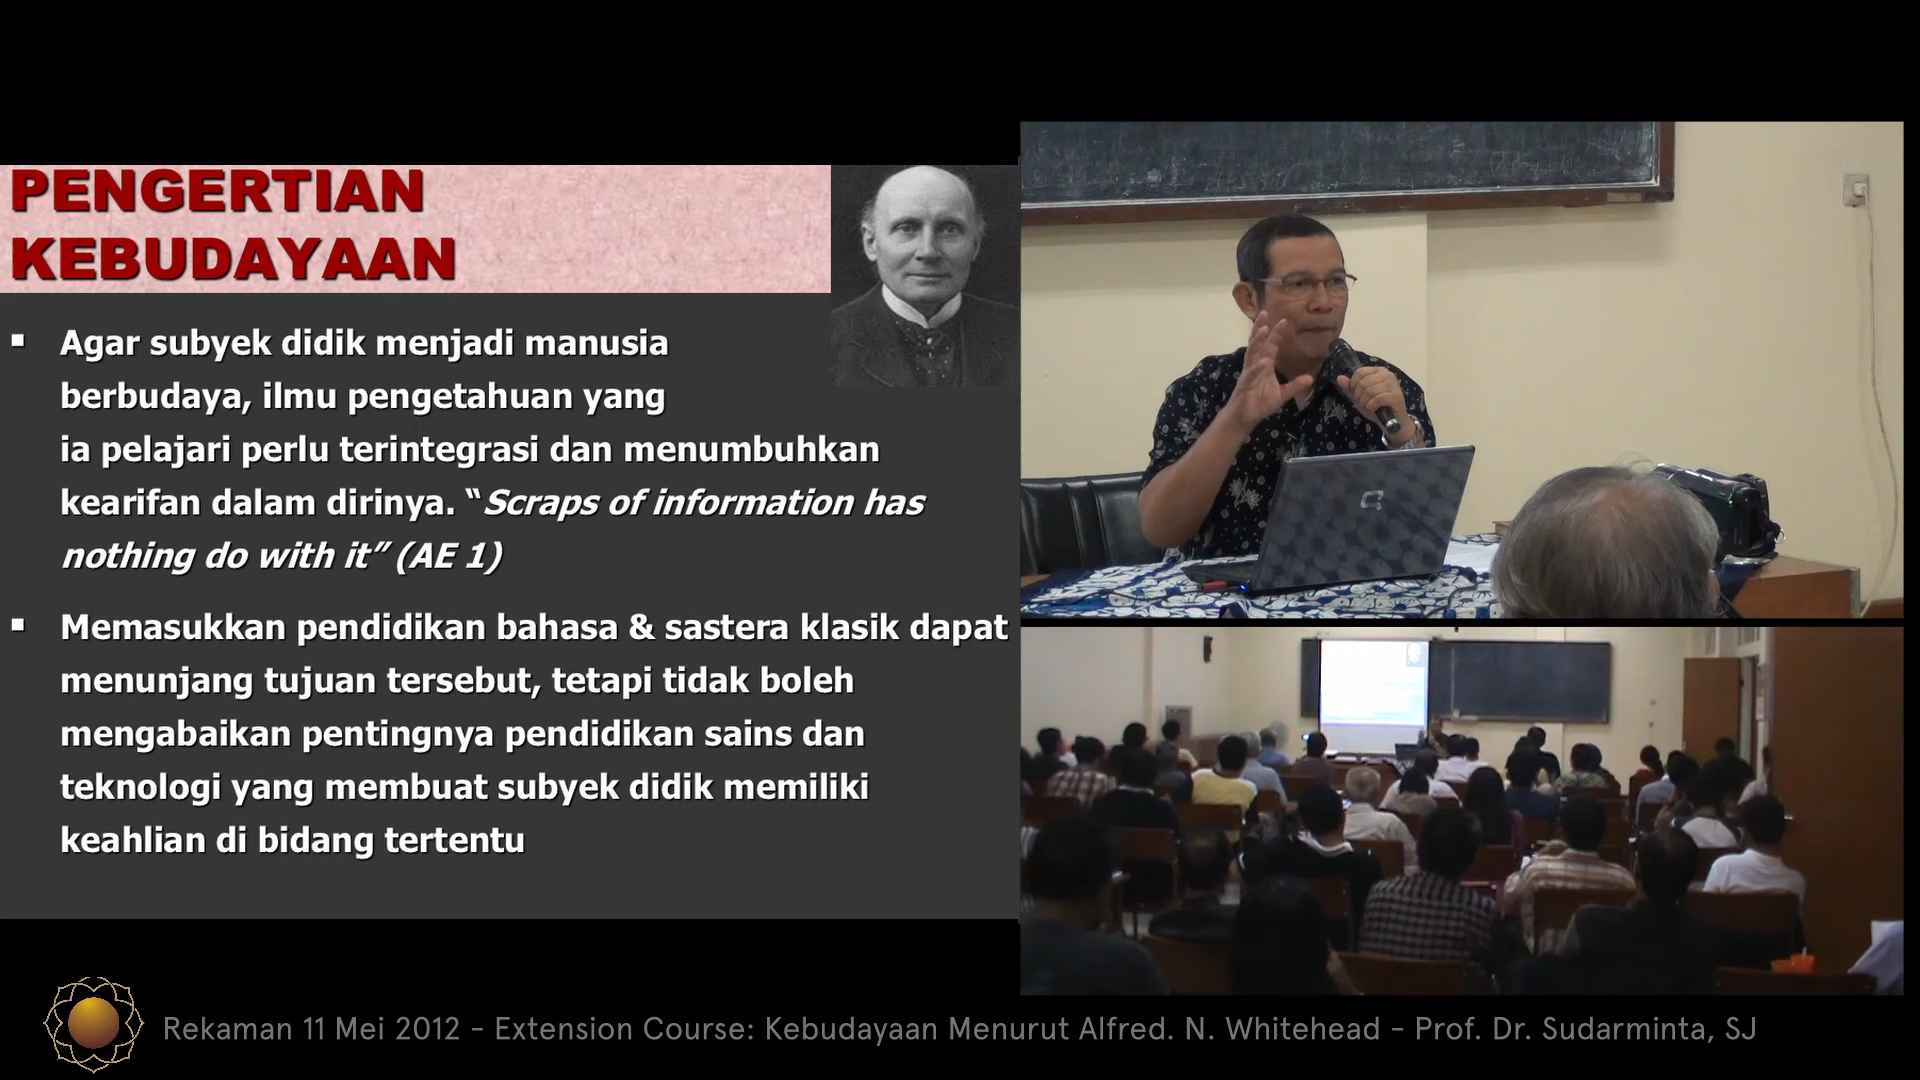 PENGERTIAN
KEBUDAYAAN
▪ Agar subyek didik menjadi manusia
berbudaya, ilmu pengetahuan yang
ia pelajari perlu terintegrasi dan menumbuhkan
kearifan dalam dirinya. “Scraps of information has
nothing do with it” (AE 1)
▪ Memasukkan pendidikan bahasa & sastera klasik dapat
menunjang tujuan tersebut, tetapi tidak boleh
mengabaikan pentingnya pendidikan sains dan
teknologi yang membuat subyek didik memiliki
keahlian di bidang tertentu
Rekaman 11 Mei 2012 - Extension Course: Kebudayaan Menurut Alfred. N. Whitehead - Prof. Dr. Sudarminta, SJ